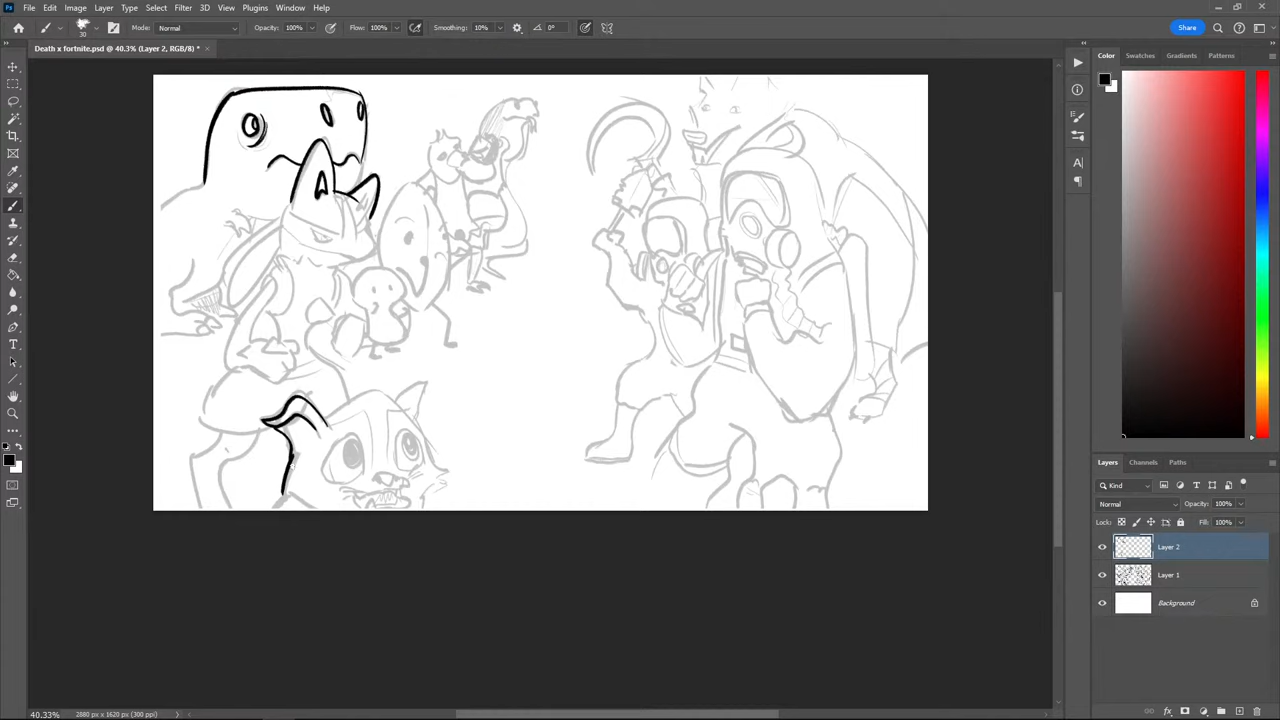 Ps File Edit Image Layer Type Select Filter 3D View Plugins Window Help
30 Mode: Normal Opacity: 100% Flow: 100% Smoothing: 10% 0° Share
Death x fortnite.psd @ 40.3% (Layer 2, RGB/8) * ×
Color Swatches Gradients Patterns
Layers Channels Paths
Kind
Normal Opacity: 100%
Lock: Fill: 100%
Layer 2
Layer 1
Background
40.33% 2880 px x 1620 px (300 ppi)